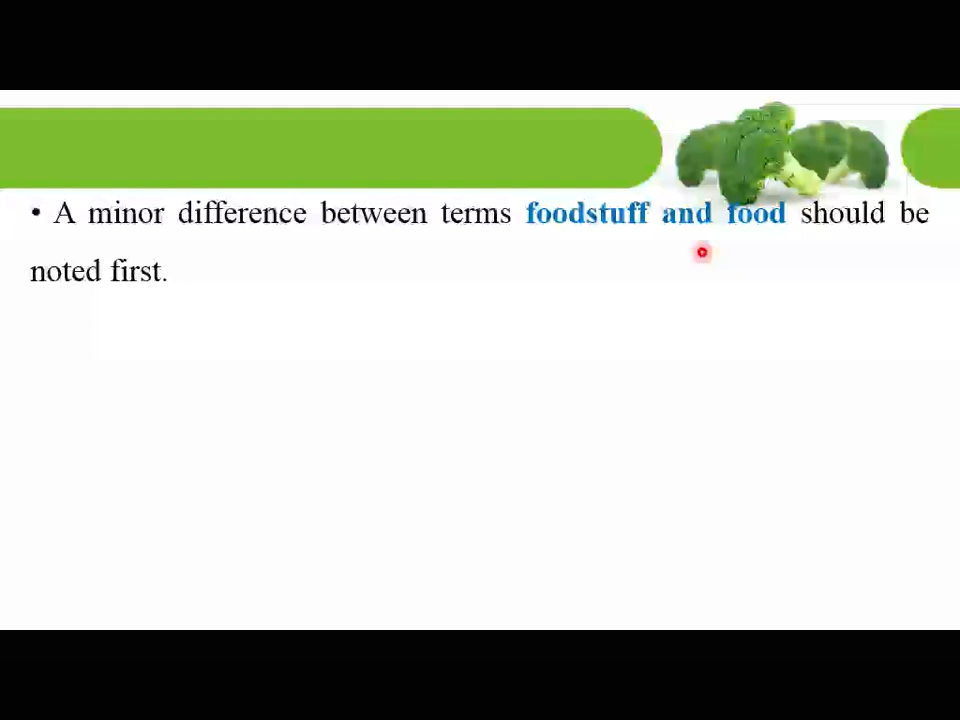 • A minor difference between terms foodstuff and food should be
noted first.